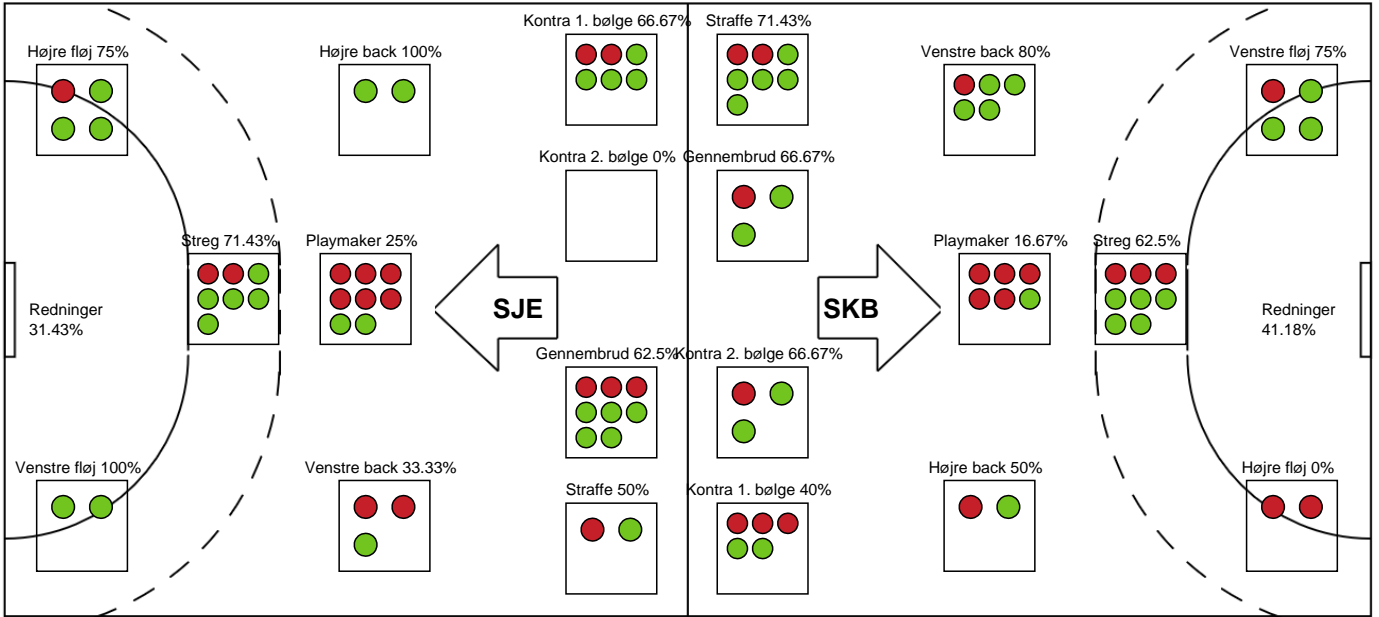 Kontra 1. bølge 66.67%
Straffe 71.43%
Højre fløj 75%
Højre back 100%
Venstre back 80%
Venstre fløj 75%
Kontra 2. bølge 0%
Gennembrud 66.67%
Streg 71.43%
Playmaker 25%
Playmaker 16.67%
Streg 62.5%
SJE
SKB
Redninger
31.43%
Redninger
41.18%
Gennembrud 62.5%
Kontra 2. bølge 66.67%
Venstre fløj 100%
Venstre back 33.33%
Højre back 50%
Højre fløj 0%
Straffe 50%
Kontra 1. bølge 40%